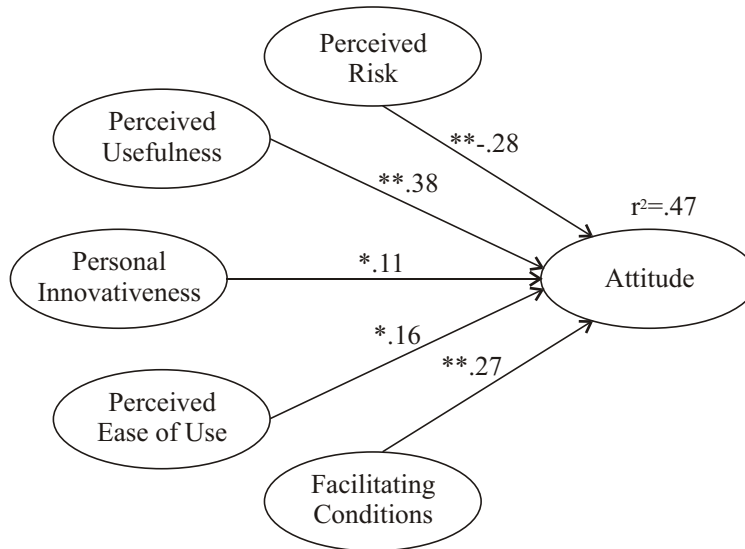 Perceived
Risk
Perceived
Usefulness
**-.28
**.38
r²=.47
Personal
Innovativeness
*.11
Attitude
*.16
**.27
Perceived
Ease of Use
Facilitating
Conditions